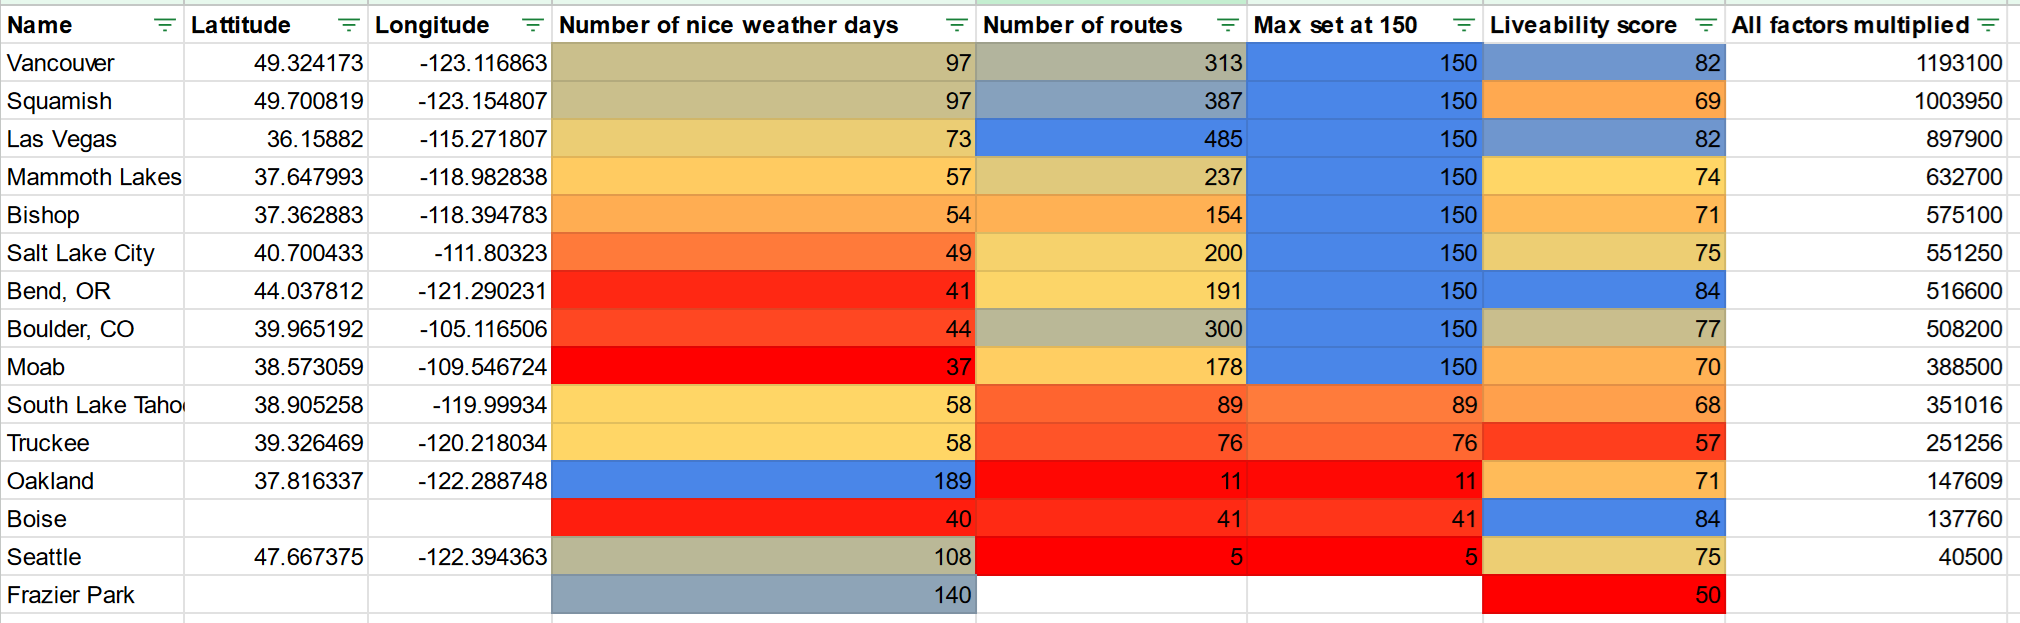 Name Lattitude Longitude Number of nice weather days Number of routes Max set at 150 Liveability score All factors multiplied
Vancouver 49.324173 -123.116863 97 313 150 82 1193100
Squamish 49.700819 -123.154807 97 387 150 69 1003950
Las Vegas 36.15882 -115.271807 73 485 150 82 897900
Mammoth Lakes 37.647993 -118.982838 57 237 150 74 632700
Bishop 37.362883 -118.394783 54 154 150 71 575100
Salt Lake City 40.700433 -111.80323 49 200 150 75 551250
Bend, OR 44.037812 -121.290231 41 191 150 84 516600
Boulder, CO 39.965192 -105.116506 44 300 150 77 508200
Moab 38.573059 -109.546724 37 178 150 70 388500
South Lake Tahoe 38.905258 -119.99934 58 89 89 68 351016
Truckee 39.326469 -120.218034 58 76 76 57 251256
Oakland 37.816337 -122.288748 189 11 11 71 147609
Boise 40 41 41 84 137760
Seattle 47.667375 -122.394363 108 5 5 75 40500
Frazier Park 140 50